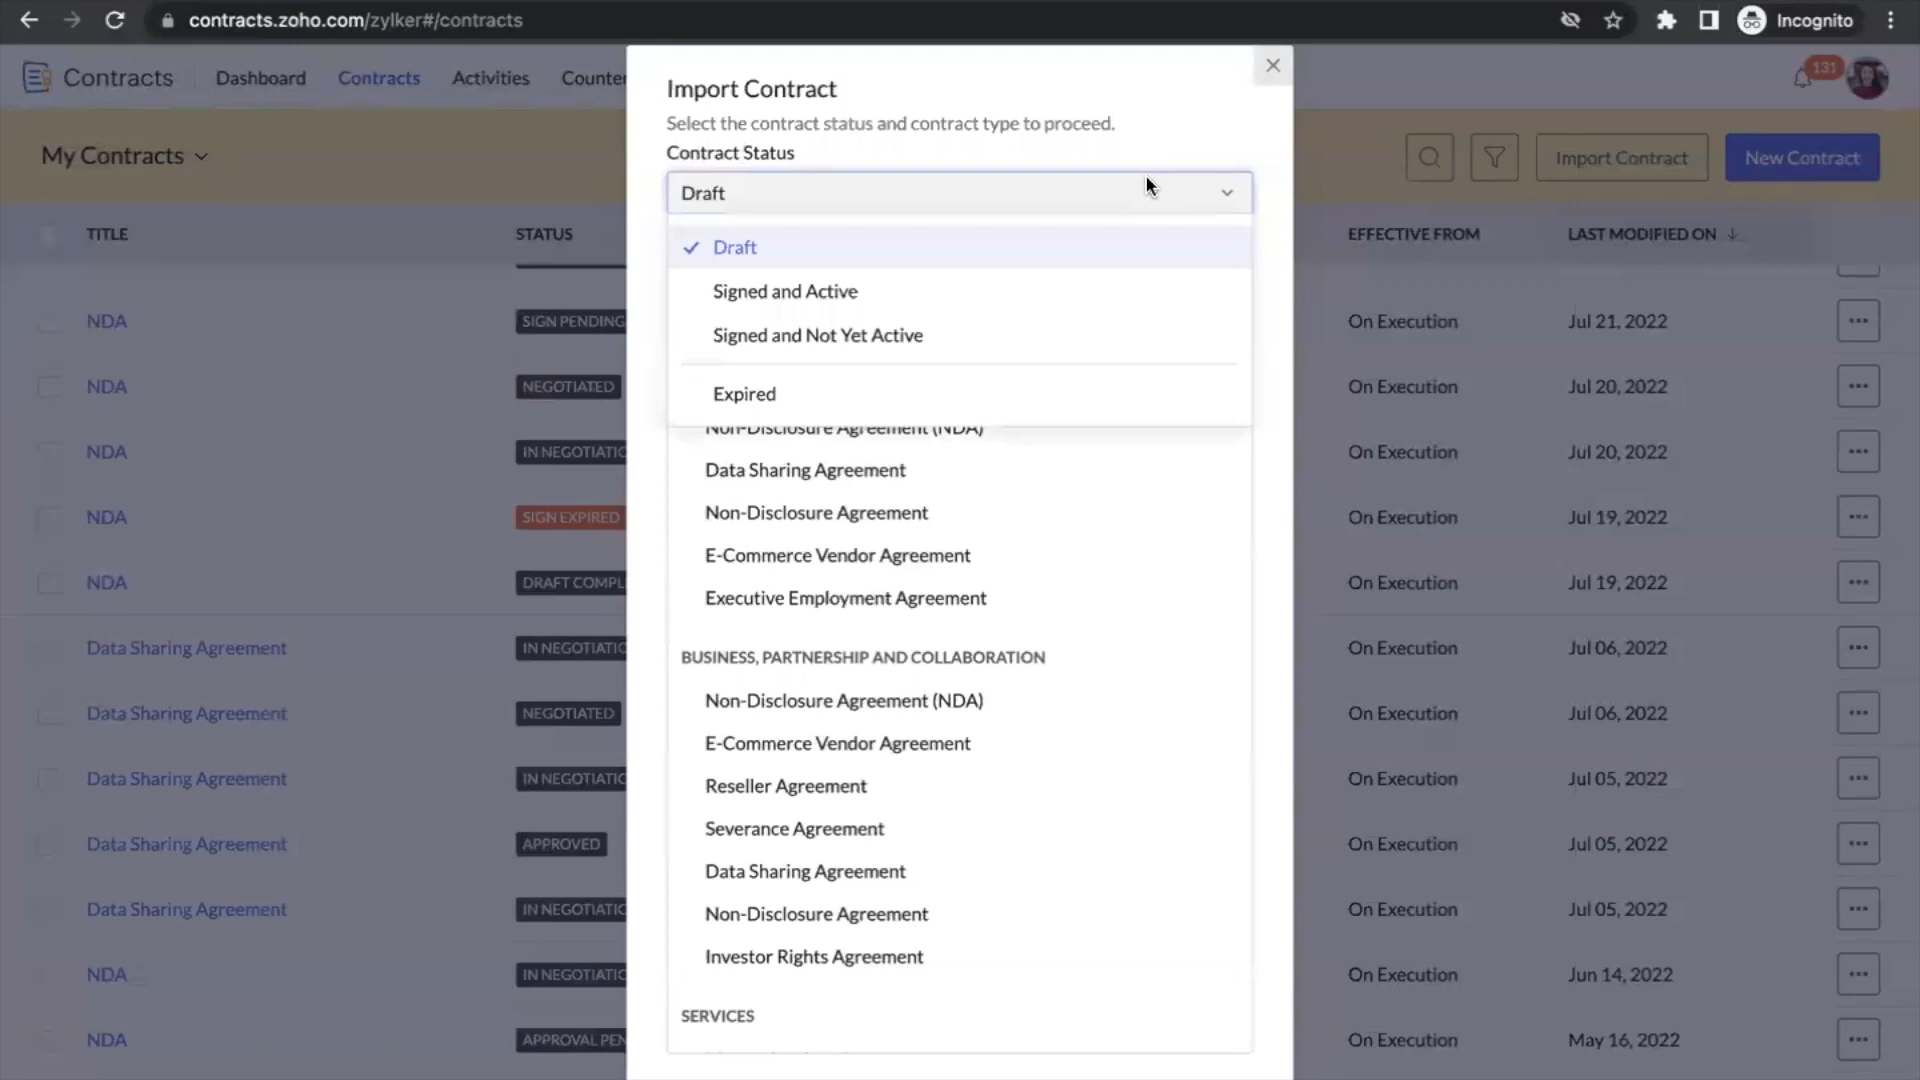 contracts.zoho.com/zylker#/contracts
Incognito
Contracts Dashboard Contracts Activities Counter
131
Import Contract
Select the contract status and contract type to proceed.
Contract Status
My Contracts
Import Contract New Contract
Draft
TITLE STATUS EFFECTIVE FROM LAST MODIFIED ON
Draft
Signed and Active
Signed and Not Yet Active
Expired
Non-Disclosure Agreement (NDA)
Data Sharing Agreement
Non-Disclosure Agreement
E-Commerce Vendor Agreement
Executive Employment Agreement
BUSINESS, PARTNERSHIP AND COLLABORATION
Non-Disclosure Agreement (NDA)
E-Commerce Vendor Agreement
Reseller Agreement
Severance Agreement
Data Sharing Agreement
Non-Disclosure Agreement
Investor Rights Agreement
SERVICES
NDA SIGN PENDING On Execution Jul 21, 2022
NDA NEGOTIATED On Execution Jul 20, 2022
NDA IN NEGOTIATIO On Execution Jul 20, 2022
NDA SIGN EXPIRED On Execution Jul 19, 2022
NDA DRAFT COMPL On Execution Jul 19, 2022
Data Sharing Agreement IN NEGOTIATIO On Execution Jul 06, 2022
Data Sharing Agreement NEGOTIATED On Execution Jul 06, 2022
Data Sharing Agreement IN NEGOTIATIO On Execution Jul 05, 2022
Data Sharing Agreement APPROVED On Execution Jul 05, 2022
Data Sharing Agreement IN NEGOTIATIO On Execution Jul 05, 2022
NDA IN NEGOTIATIO On Execution Jun 14, 2022
NDA APPROVAL PEN On Execution May 16, 2022